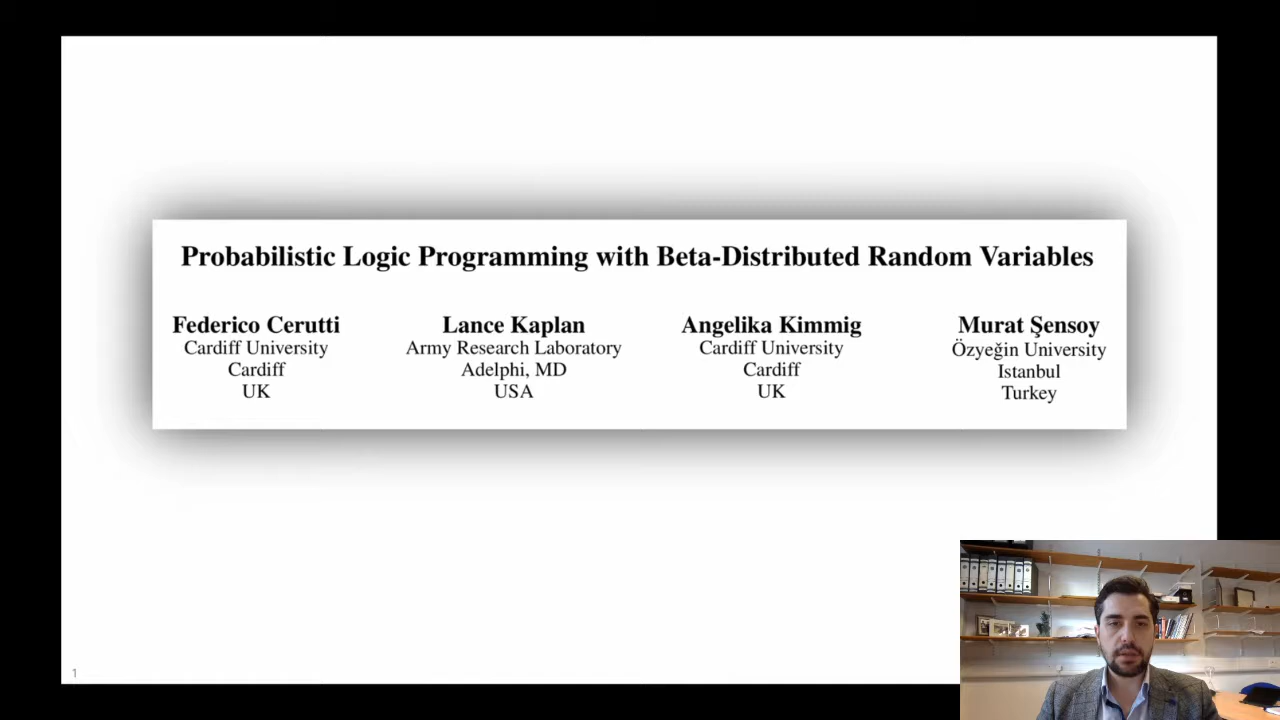 Probabilistic Logic Programming with Beta-Distributed Random Variables
Federico Cerutti
Cardiff University
Cardiff
UK
Lance Kaplan
Army Research Laboratory
Adelphi, MD
USA
Angelika Kimmig
Cardiff University
Cardiff
UK
Murat Şensoy
Özyeğin University
Istanbul
Turkey
1